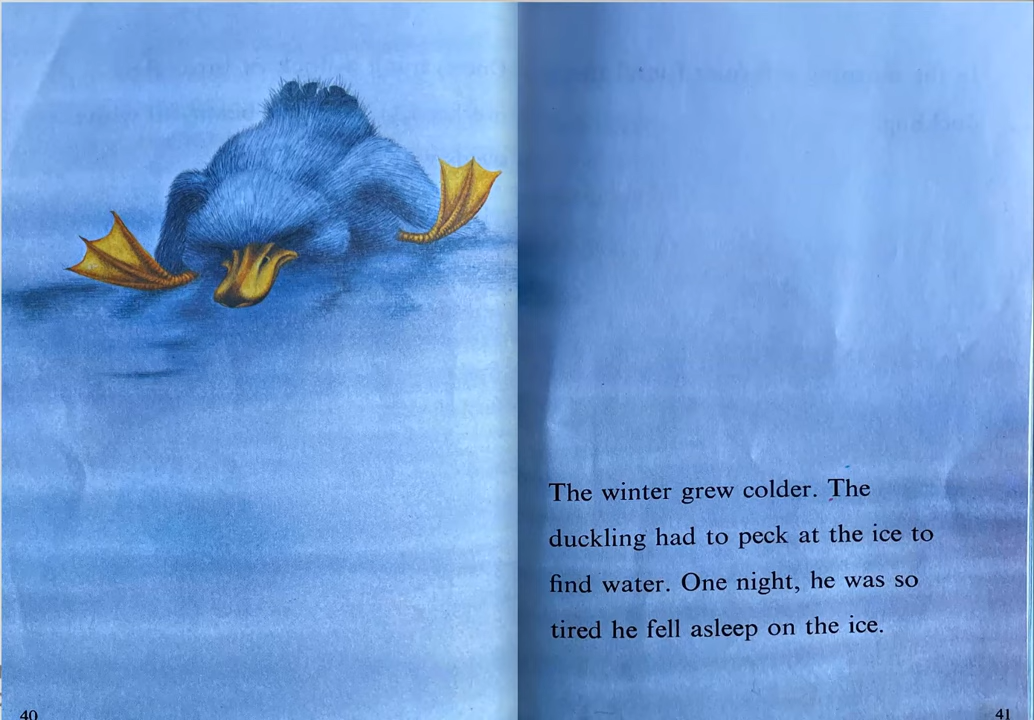 The winter grew colder. The
duckling had to peck at the ice to
find water. One night, he was so
tired he fell asleep on the ice.
40
41